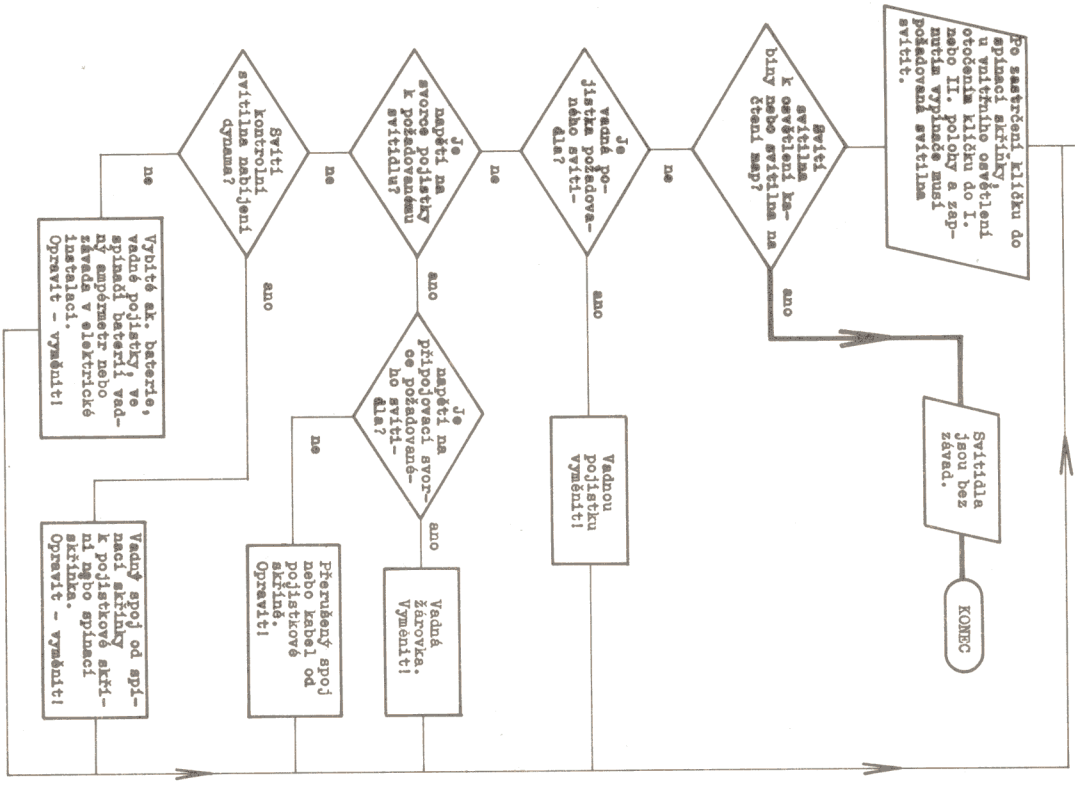 Po zastrčení klíčku do
spínací skřínky,
u vnitřního osvětlení
otočením klíčku do I.
nebo II. polohy a zap-
nutím vypínače musí
požadovaná svítilna
svítit.
Svítí
svítilna
k osvětlení ka-
biny nebo svítilna na
čtení map?
ano
ne
Svítidla
jsou bez
závad.
KONEC
Je
vadná po-
jistka požadova-
ného svíti-
dla?
ano
ne
Vadnou
pojistku
vyměnit!
Je
napětí na
svorce pojistky
k požadovanému
svítidlu?
ano
ne
Je
napětí na
připojovací svor-
ce požadované-
ho svíti-
dla?
ano
ne
Vadná
žárovka.
Vyměnit!
Přerušený spoj
nebo kabel od
pojistkové
skříně.
Opravit!
Svítí
kontrolní
svítilna nabíjení
dynama?
ne
ano
Vybité ak. baterie,
vadné pojistky, ve
spínači baterií vad-
ný ampérmetr nebo
závada v elektrické
instalaci.
Opravit - vyměnit!
Vadný spoj od spí-
nací skřínky
k pojistkové skří-
ni nebo spínací
skřínka.
Opravit - vyměnit!